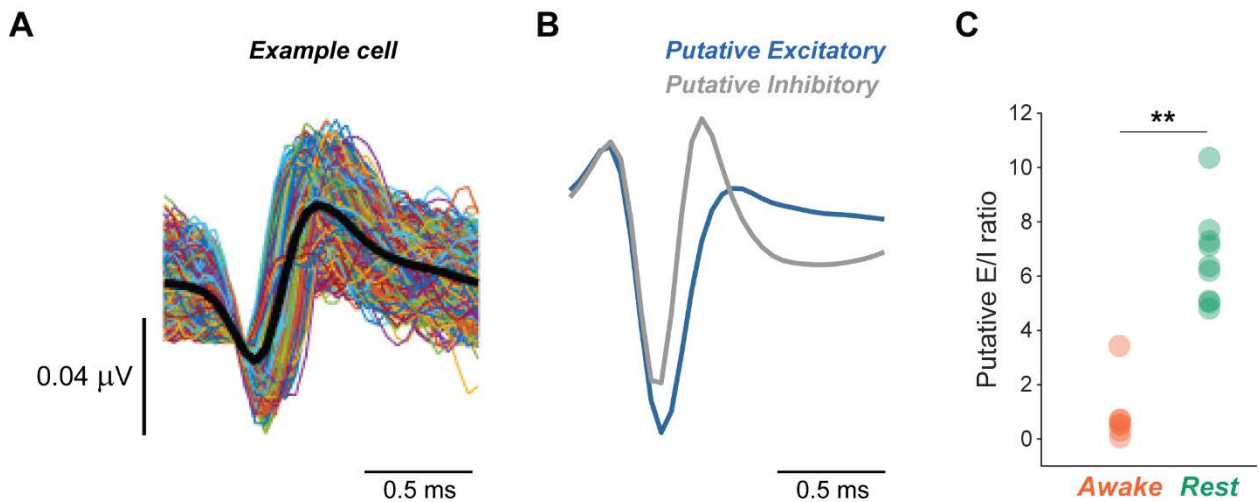 A
Example cell
0.04 μV
0.5 ms
B
Putative Excitatory
Putative Inhibitory
0.5 ms
C
**
Putative E/I ratio
12
10
8
6
4
2
0
Awake Rest